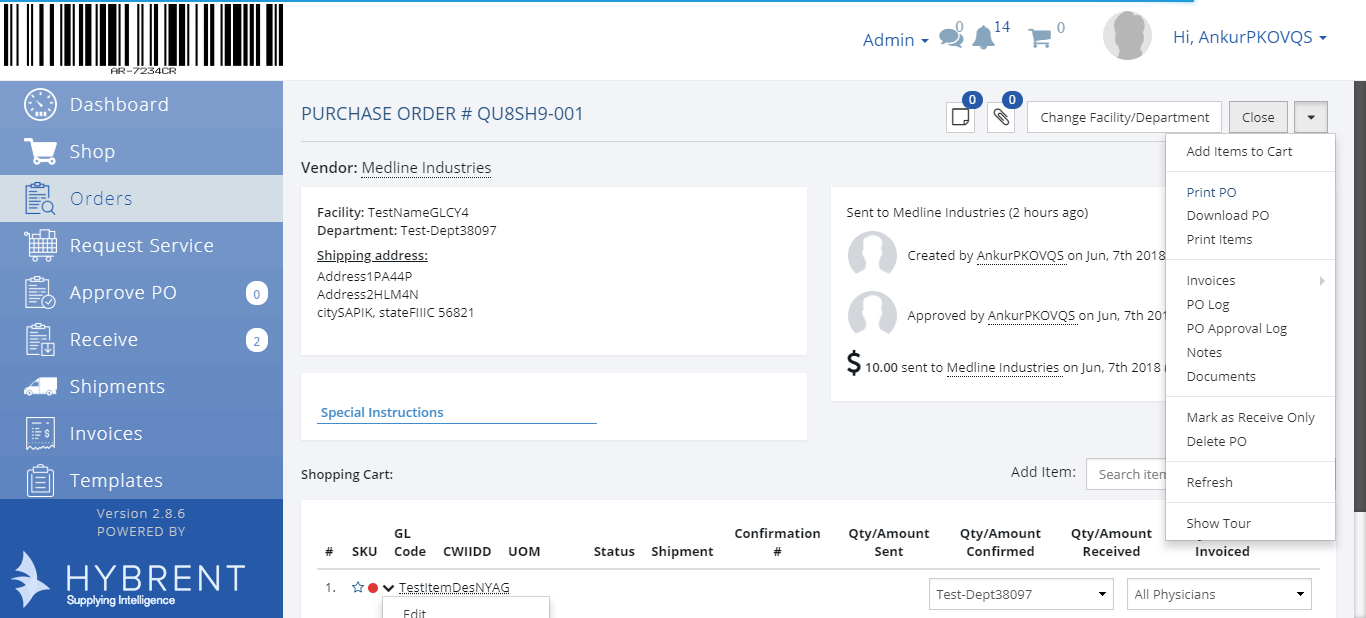 AR-7234CR
Admin
0
14
0
Hi, AnkurPKOVQS
Dashboard
Shop
Orders
Request Service
Approve PO 0
Receive 2
Shipments
Invoices
Templates
Version 2.8.6
POWERED BY
HYBRENT
Supplying Intelligence
PURCHASE ORDER # QU8SH9-001
0
0
Change Facility/Department
Close
Add Items to Cart
Print PO
Download PO
Print Items
Invoices
PO Log
PO Approval Log
Notes
Documents
Mark as Receive Only
Delete PO
Refresh
Show Tour
Vendor: Medline Industries
Facility: TestNameGLCY4
Department: Test-Dept38097
Shipping address:
Address1PA44P
Address2HLM4N
citySAPIK, stateFIIIC 56821
Sent to Medline Industries (2 hours ago)
Created by AnkurPKOVQS on Jun, 7th 2018
Approved by AnkurPKOVQS on Jun, 7th 201
$ 10.00 sent to Medline Industries on Jun, 7th 2018 (
Special Instructions
Shopping Cart:
Add Item: Search item
# SKU GL Code CWIIDD UOM Status Shipment Confirmation # Qty/Amount Sent Qty/Amount Confirmed Qty/Amount Received Invoiced
1. TestItemDesNYAG Test-Dept38097 All Physicians
Edit